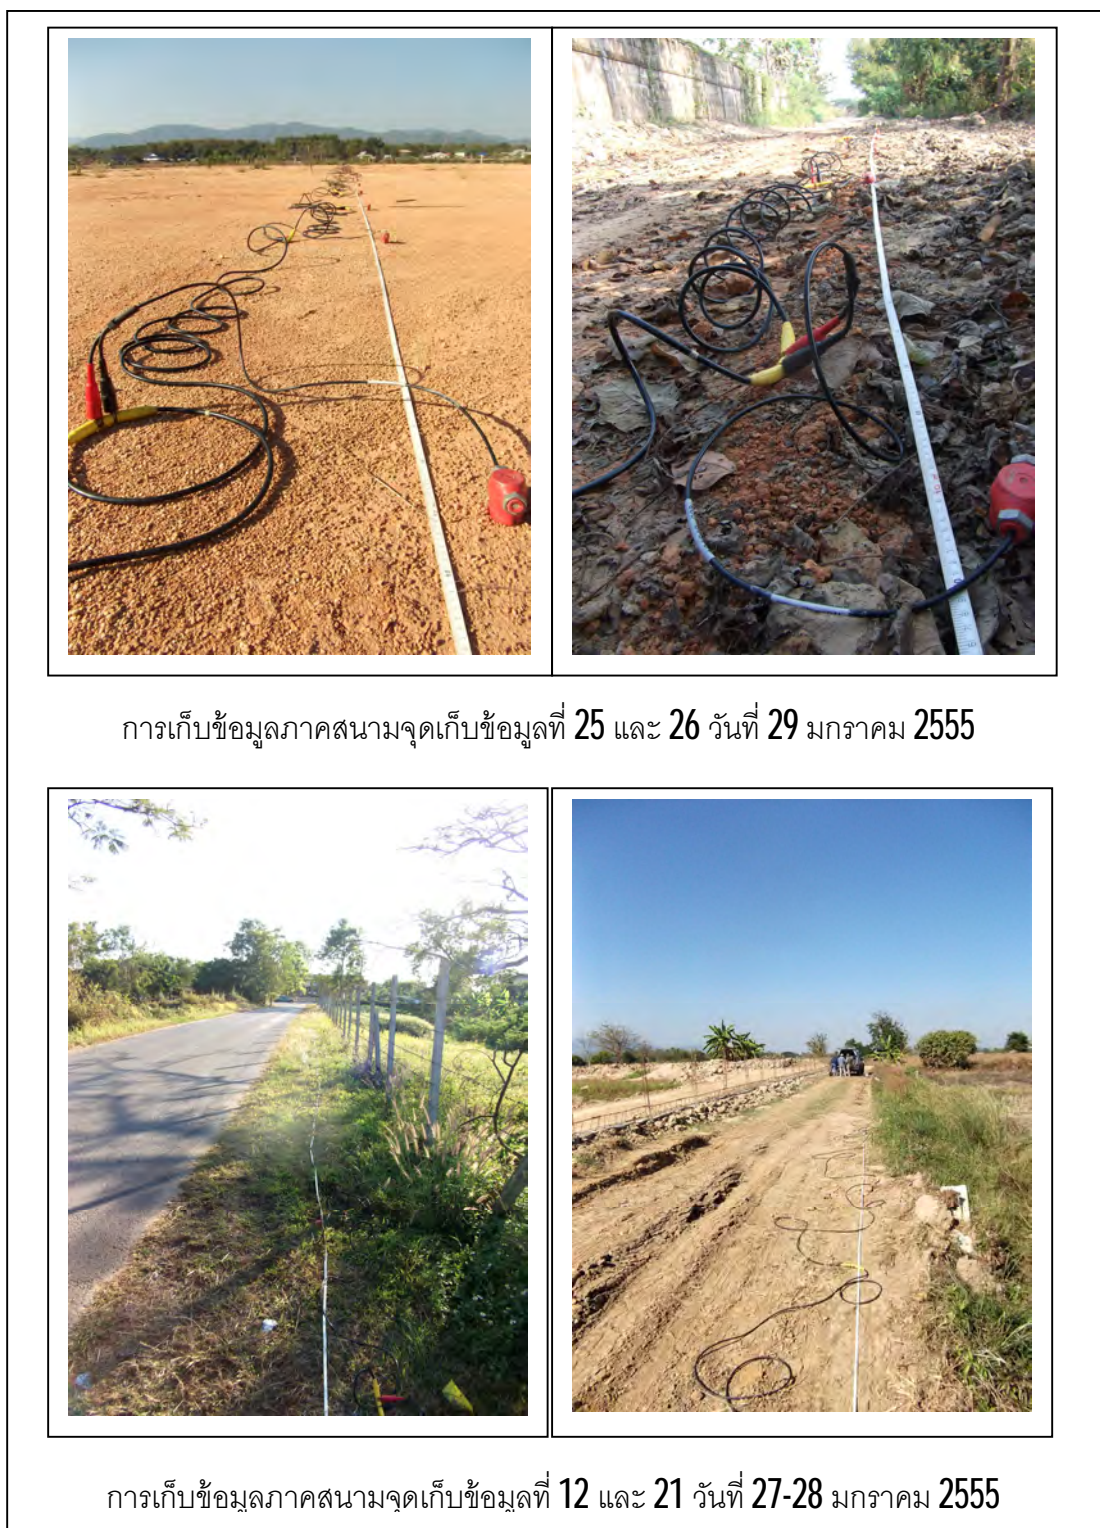 การเก็บข้อมูลภาคสนามจุดเก็บข้อมูลที่ 25 และ 26 วันที่ 29 มกราคม 2555
การเก็บข้อมูลภาคสนามจุดเก็บข้อมูลที่ 12 และ 21 วันที่ 27-28 มกราคม 2555